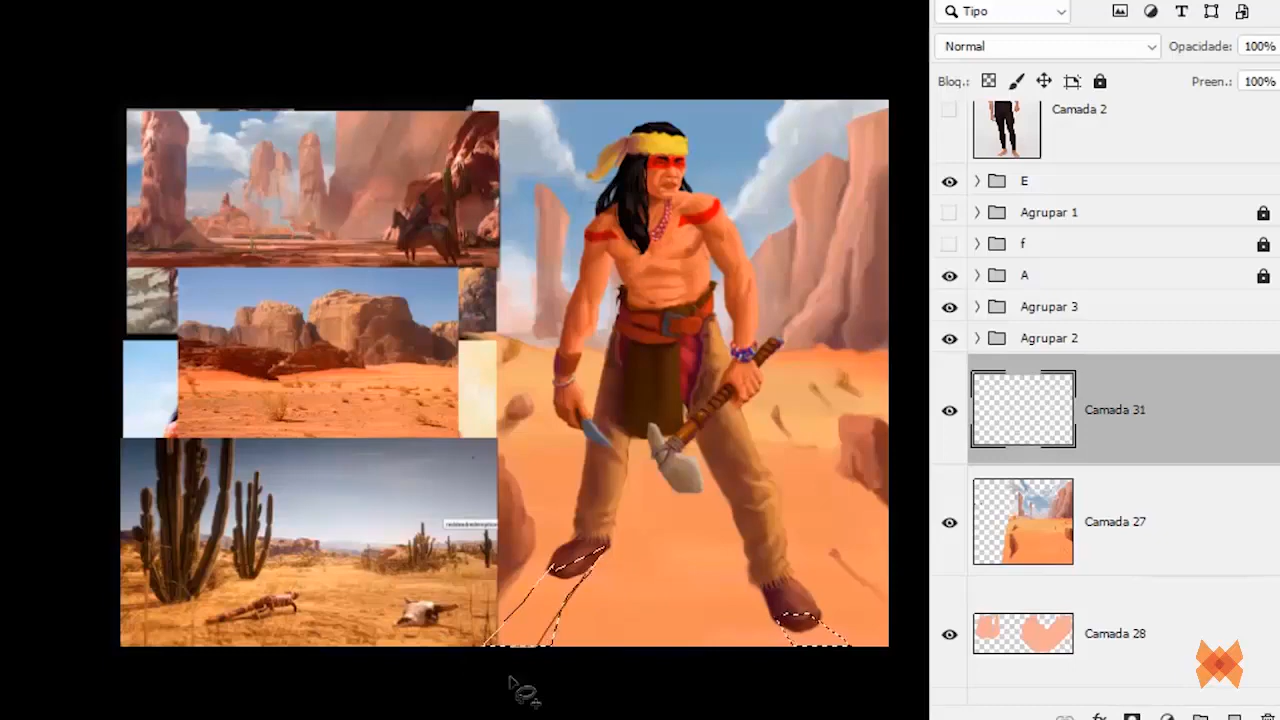 Tipo
Normal
Opacidade: 100%
Bloq.:
Preen.: 100%
Camada 2
E
Agrupar 1
f
A
Agrupar 3
Agrupar 2
Camada 31
Camada 27
Camada 28
fx